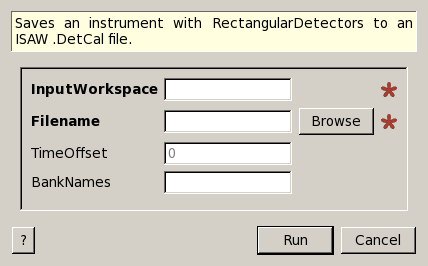 Saves an instrument with RectangularDetectors to an
ISAW .DetCal file.
InputWorkspace
Filename Browse
TimeOffset 0
BankNames
? Run Cancel